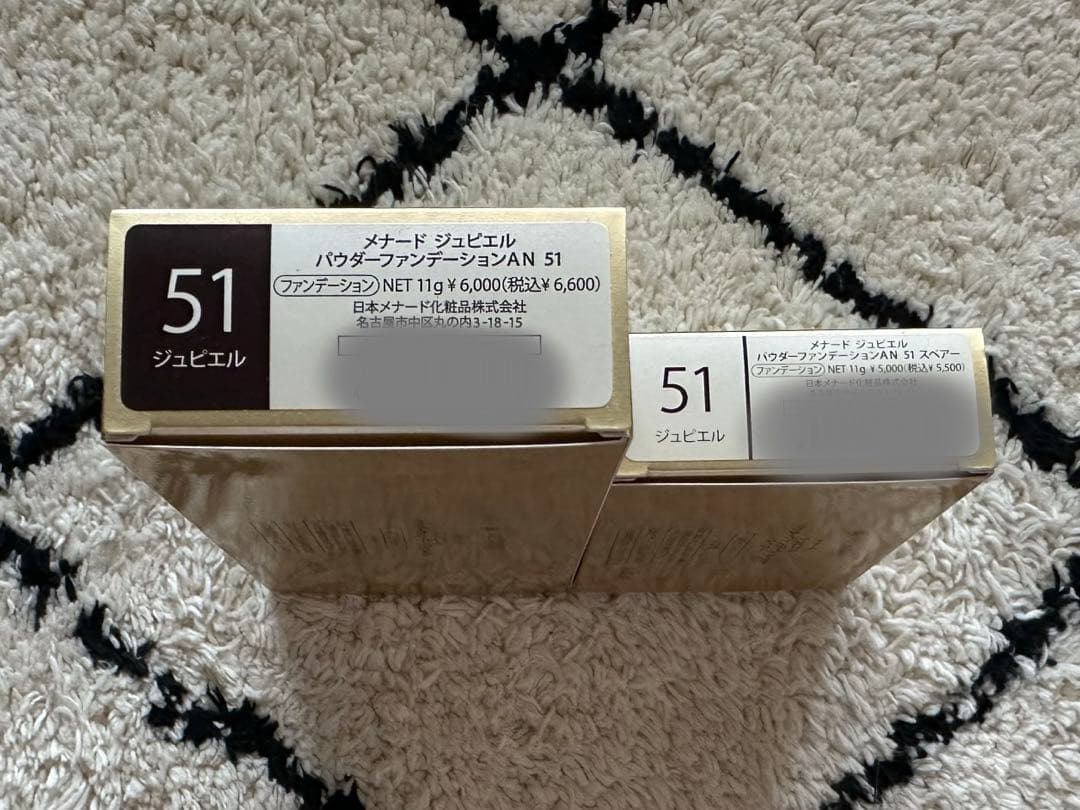 51
ジュピエル
メナード ジュピエル
パウダーファンデーションAN 51
ファンデーション NET 11g ¥6,000(税込¥6,600)
日本メナード化粧品株式会社
名古屋市中区丸の内3-18-15
51
ジュピエル
メナード ジュピエル
パウダーファンデーションAN 51 スペアー
ファンデーション NET 11g ¥5,000(税込¥5,500)
日本メナード化粧品株式会社